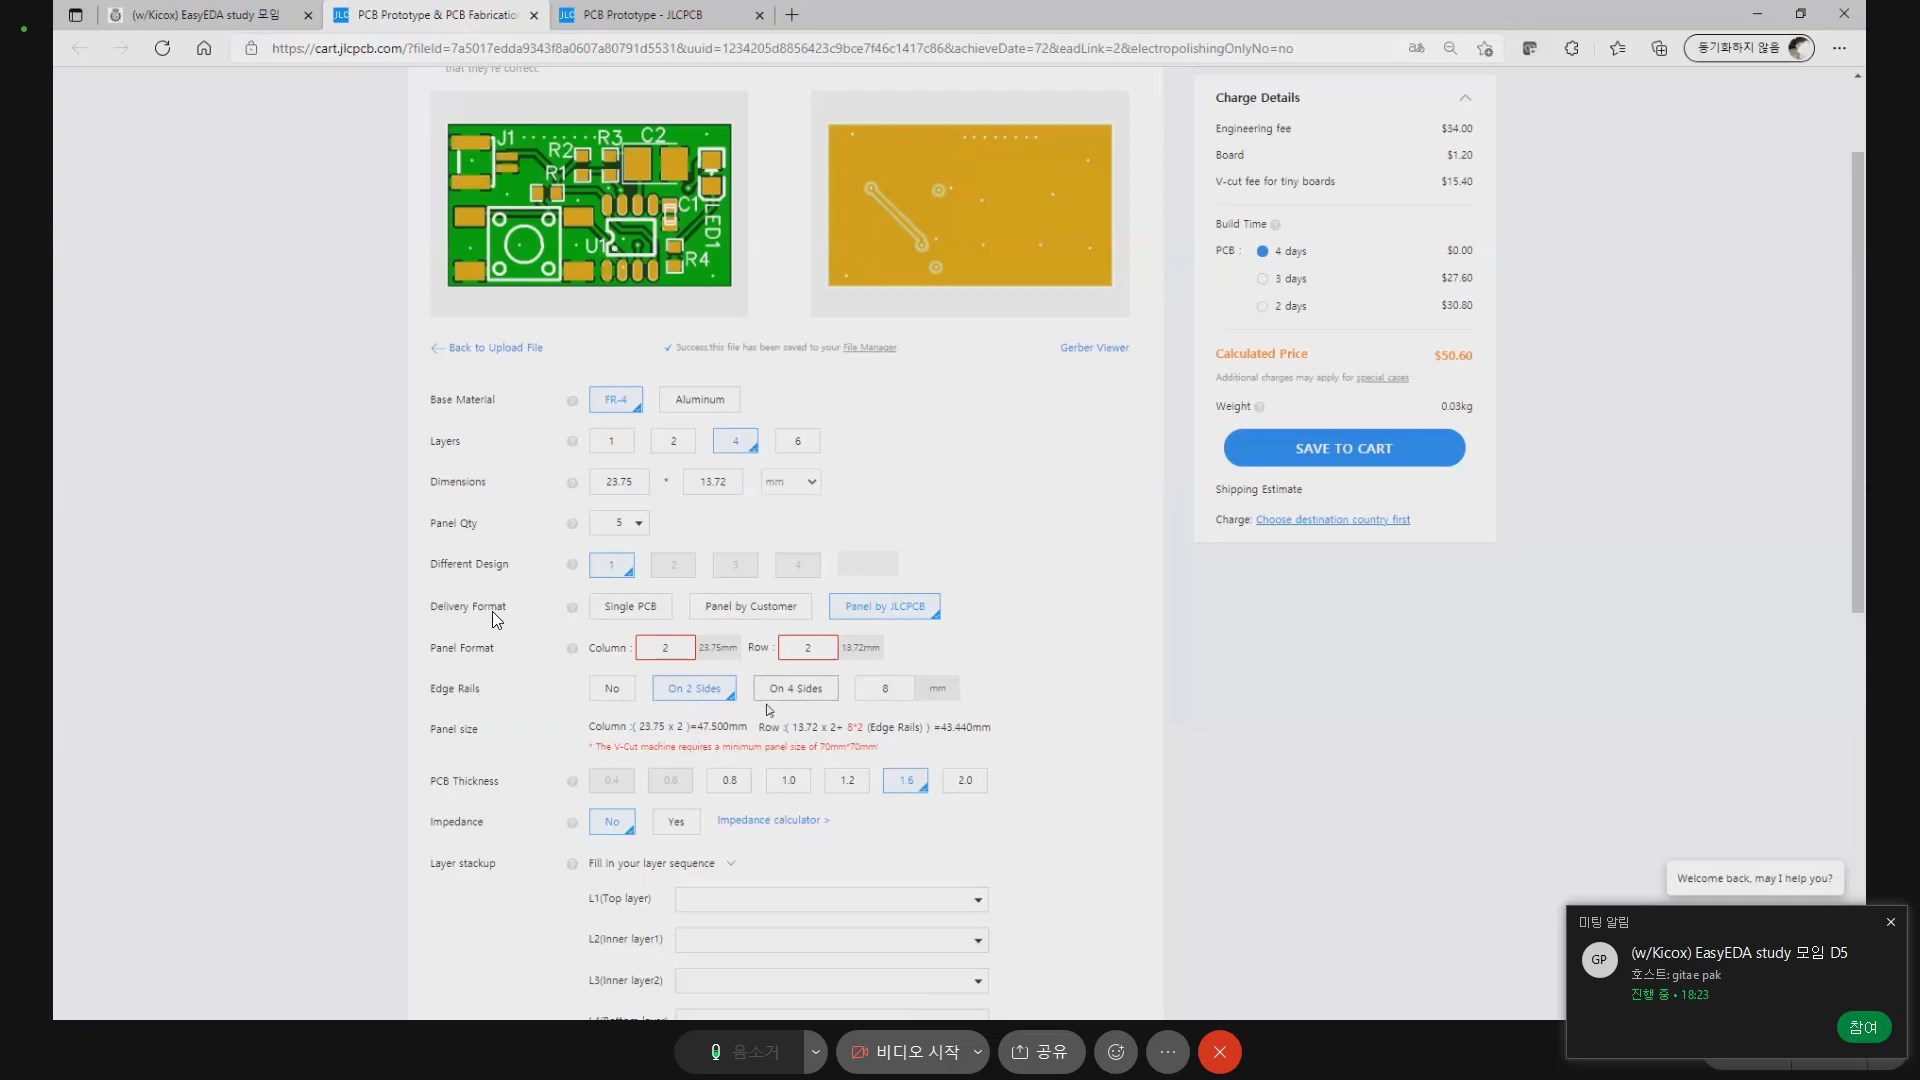 (w/Kicox) EasyEDA study 모임
PCB Prototype & PCB Fabricatio
PCB Prototype - JLCPCB
https://cart.jlcpcb.com/?fileId=7a5017edda9343f8a0607a80791d5531&uuid=1234205d8856423c9bce7f46c1417c86&achieveDate=72&eadLink=2&electropolishingOnlyNo=no
동기화하지 않음
that they're correct.
J1 R2 R3 C2
R1
C1
LED1
U1
R4
Back to Upload File
Success,this file has been saved to your File Manager
Gerber Viewer
Base Material FR-4 Aluminum
Layers 1 2 4 6
Dimensions 23.75 * 13.72 mm
Panel Qty 5
Different Design 1 2 3 4
Delivery Format Single PCB Panel by Customer Panel by JLCPCB
Panel Format Column : 2 23.75mm Row : 2 13.72mm
Edge Rails No On 2 Sides On 4 Sides 8 mm
Panel size Column :( 23.75 x 2 )=47.500mm Row :( 13.72 x 2+ 8*2 (Edge Rails) ) =43.440mm
* The V-Cut machine requires a minimum panel size of 70mm*70mm!
PCB Thickness 0.4 0.6 0.8 1.0 1.2 1.6 2.0
Impedance No Yes Impedance calculator >
Layer stackup Fill in your layer sequence
L1(Top layer)
L2(Inner layer1)
L3(Inner layer2)
Charge Details
Engineering fee $34.00
Board $1.20
V-cut fee for tiny boards $15.40
Build Time
PCB : 4 days $0.00
3 days $27.60
2 days $30.80
Calculated Price $50.60
Additional charges may apply for special cases
Weight 0.03kg
SAVE TO CART
Shipping Estimate
Charge: Choose destination country first
Welcome back, may I help you?
미팅 알림
GP
(w/Kicox) EasyEDA study 모임 D5
호스트: gitae pak
진행 중 • 18:23
참여
음소거
비디오 시작
공유